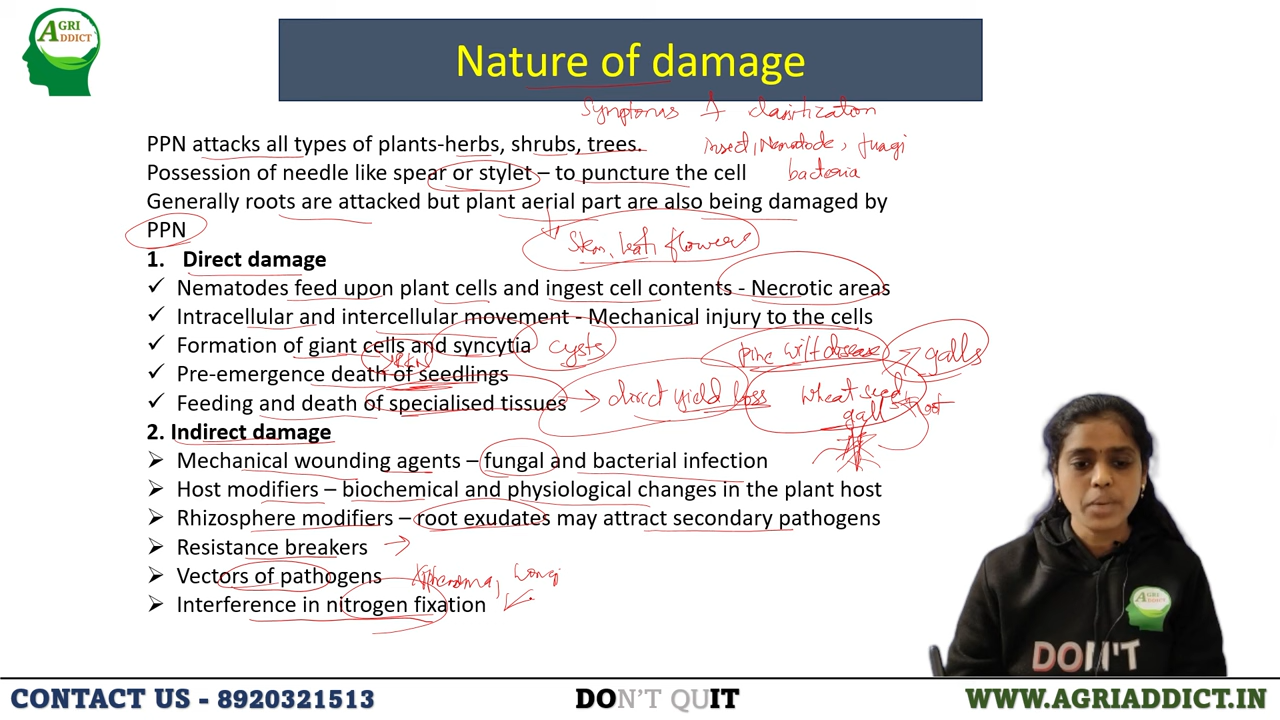 AGRI
ADDICT
Nature of damage
Symptoms &
insect, Nematode, fungi
bacteria
PPN attacks all types of plants-herbs, shrubs, trees.
Possession of needle like spear or stylet – to puncture the cell
Generally roots are attacked but plant aerial part are also being damaged by
PPN
Stem, leaf, flowers
1. Direct damage
✓ Nematodes feed upon plant cells and ingest cell contents - Necrotic areas
✓ Intracellular and intercellular movement - Mechanical injury to the cells
✓ Formation of giant cells and syncytia
cysts
pine wilt disease
galls
✓ Pre-emergence death of seedlings
✓ Feeding and death of specialised tissues
→ direct yield loss
wheat seed
gall
2. Indirect damage
➢ Mechanical wounding agents – fungal and bacterial infection
➢ Host modifiers – biochemical and physiological changes in the plant host
➢ Rhizosphere modifiers – root exudates may attract secondary pathogens
➢ Resistance breakers →
➢ Vectors of pathogens
➢ Interference in nitrogen fixation
AGRI
ADDICT
DON'T
CONTACT US - 8920321513
DON'T QUIT
WWW.AGRIADDICT.IN